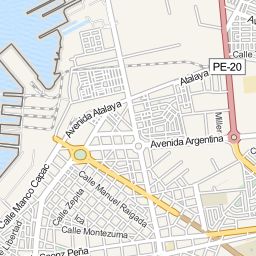 Calle
PE-20
Atalaya
Avenida Atalaya
Miller
Avenida Argentina
Calle Manco Capac
Calle Manuel Raygada
Calle Zepita
Ica
Calle Montezuma
Libertad
Saenz Peña